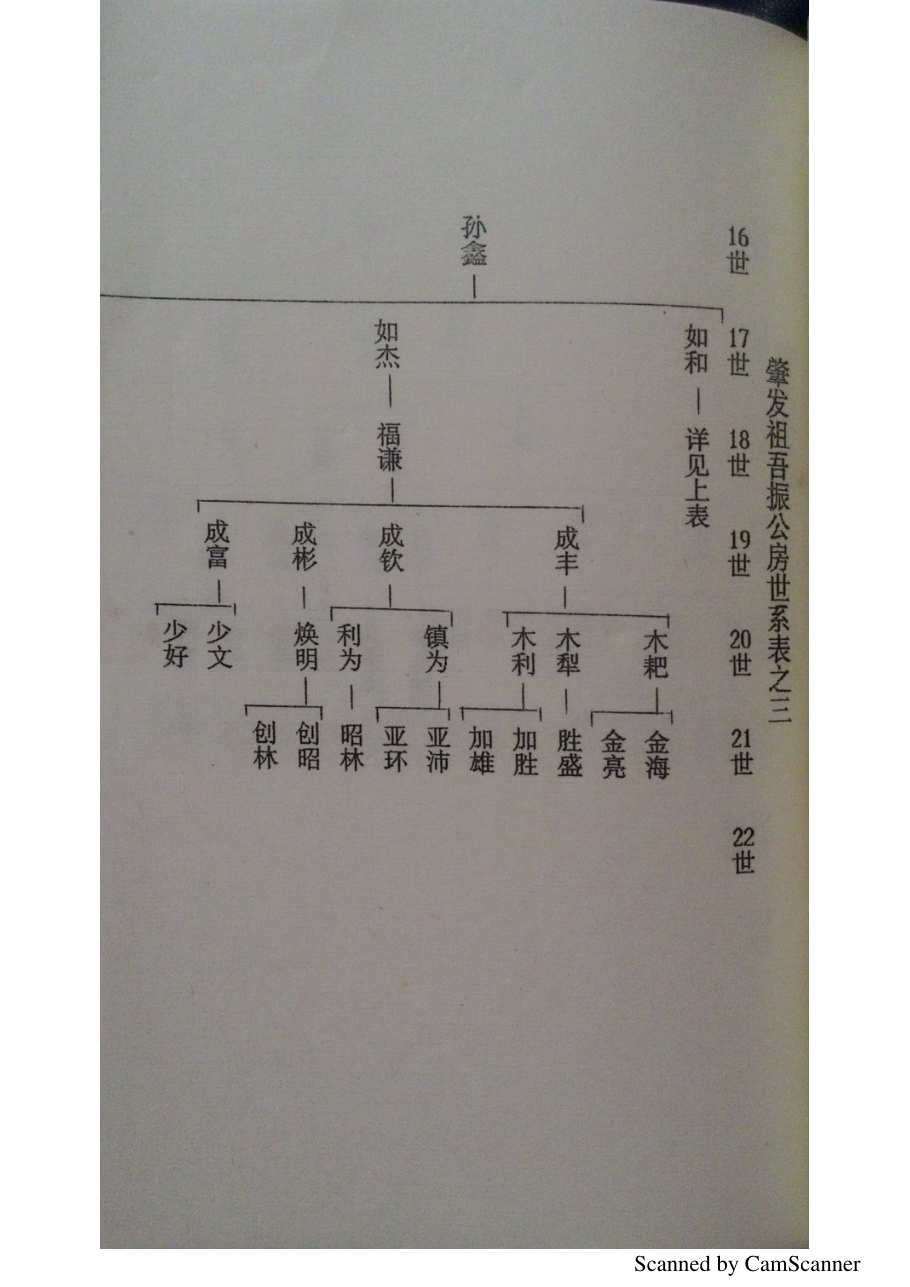 肇发祖吾振公房世系表之三
16世
17世
18世
19世
20世
21世
22世
孙鑫
如和
详见上表
如杰
福谦
成丰
成钦
成彬
成富
木耙
木犁
木利
镇为
利为
焕明
少文
少好
金海
金亮
胜盛
加胜
加雄
亚沛
亚环
昭林
创昭
创林
Scanned by CamScanner